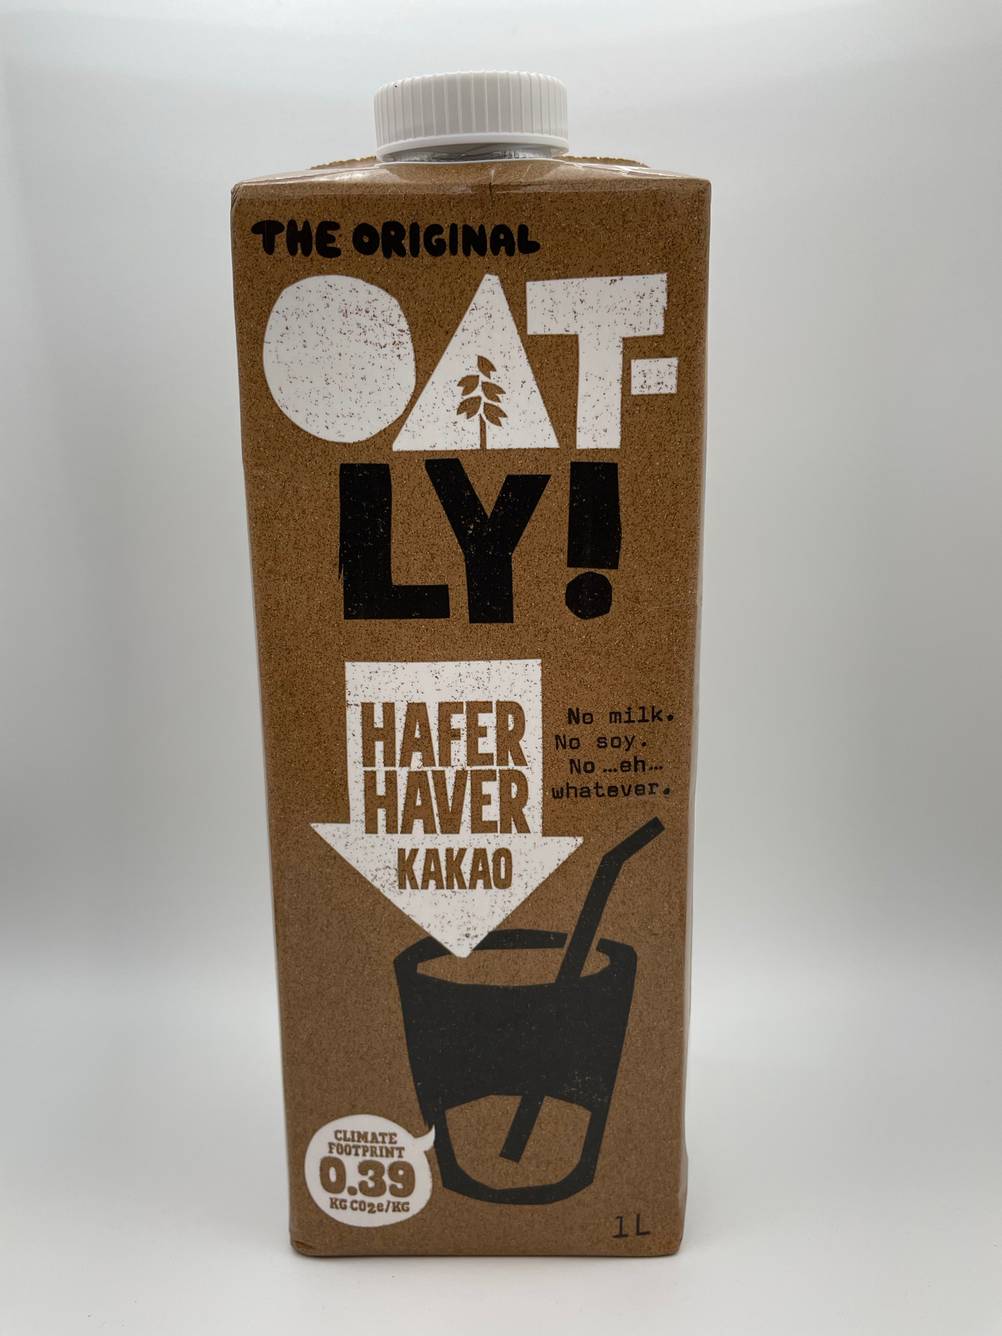 THE ORIGINAL
OAT-
LY!
HAFER
HAVER
KAKAO
No milk.
No soy.
No …eh…
whatever.
CLIMATE
FOOTPRINT
0.39
KG CO2e/KG
1L